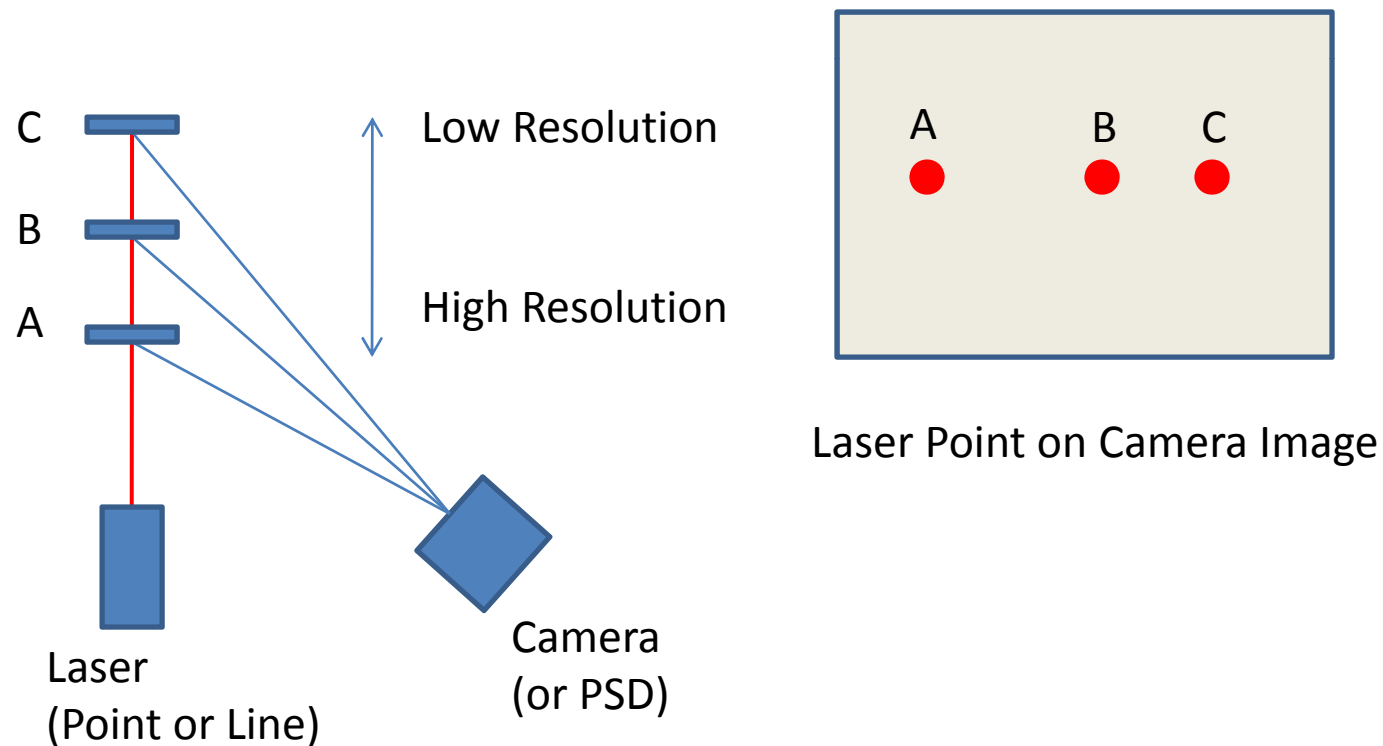 C
Low Resolution
B
High Resolution
A
Laser
(Point or Line)
Camera
(or PSD)
A
B
C
Laser Point on Camera Image